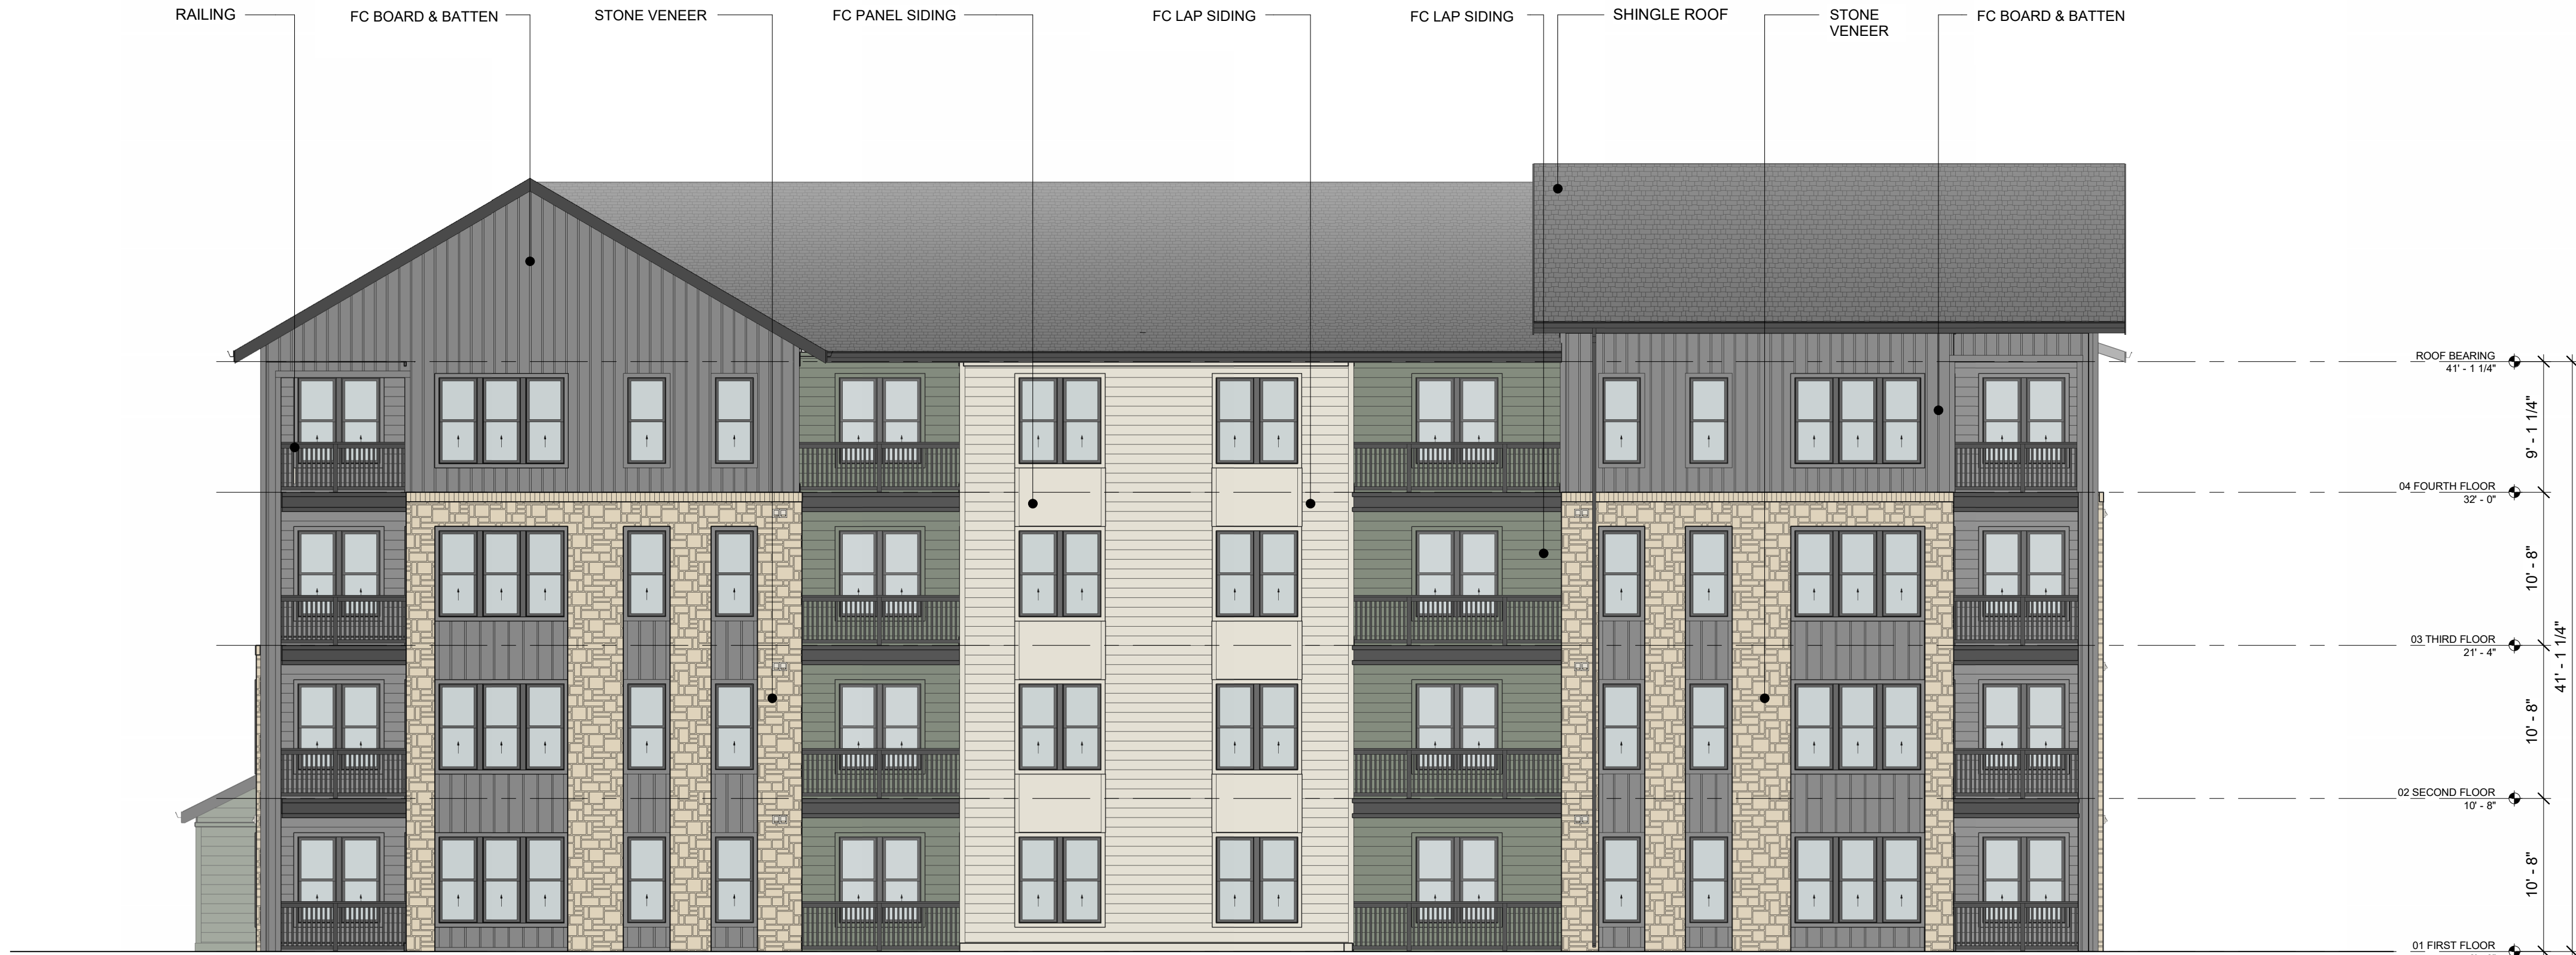 RAILING
FC BOARD & BATTEN
STONE VENEER
FC PANEL SIDING
FC LAP SIDING
FC LAP SIDING
SHINGLE ROOF
STONE
VENEER
FC BOARD & BATTEN
ROOF BEARING
41' - 1 1/4"
9' - 1 1/4"
04 FOURTH FLOOR
32' - 0"
10' - 8"
03 THIRD FLOOR
21' - 4"
41' - 1 1/4"
10' - 8"
02 SECOND FLOOR
10' - 8"
10' - 8"
01 FIRST FLOOR